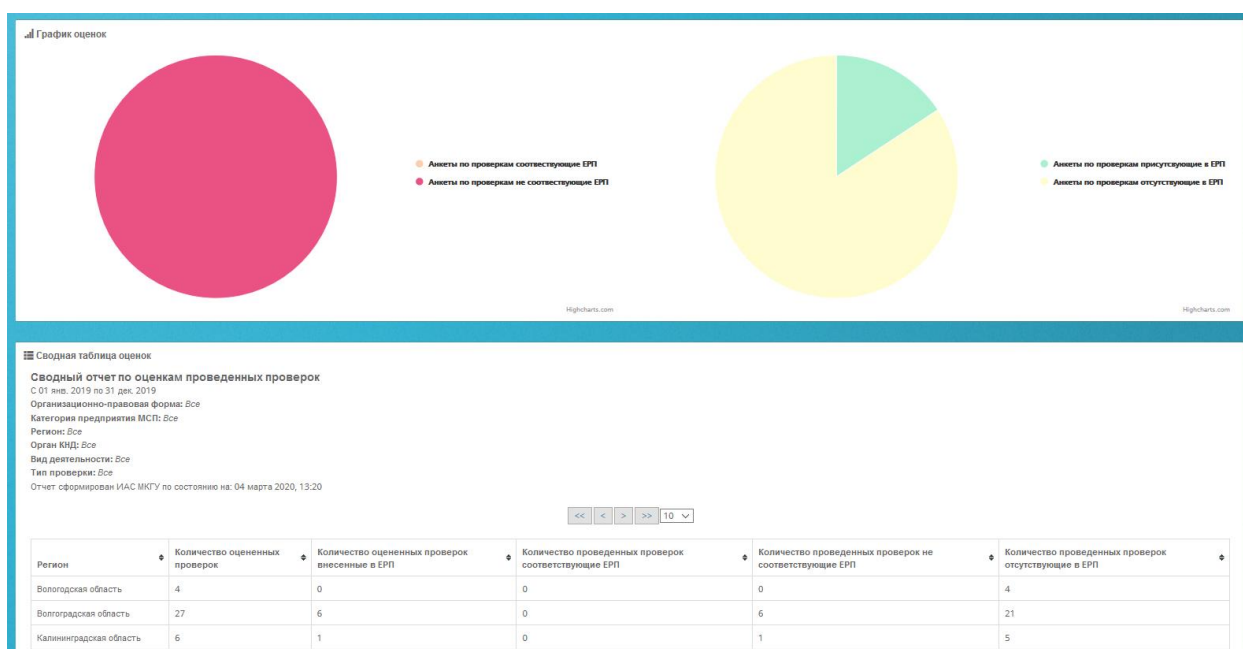 График оценок
Анкеты по проверкам соотвествующие ЕРП
Анкеты по проверкам не соотвествующие ЕРП
Highcharts.com
Анкеты по проверкам присутсвующие в ЕРП
Анкеты по проверкам отсутствующие в ЕРП
Highcharts.com
Сводная таблица оценок
Сводный отчет по оценкам проведенных проверок
С 01 янв. 2019 по 31 дек. 2019
Организационно-правовая форма: Все
Категория предприятия МСП: Все
Регион: Все
Орган КНД: Все
Вид деятельности: Все
Тип проверки: Все
Отчет сформирован ИАС МКГУ по состоянию на: 04 марта 2020, 13:20
<< < > >> 10
Регион
Количество оцененных
проверок
Количество оцененных проверок
внесенные в ЕРП
Количество проведенных проверок
соответствующие ЕРП
Количество проведенных проверок не
соответствующие ЕРП
Количество проведенных проверок
отсутствующие в ЕРП
Вологодская область 4 0 0 0 4
Волгоградская область 27 6 0 6 21
Калининградская область 6 1 0 1 5